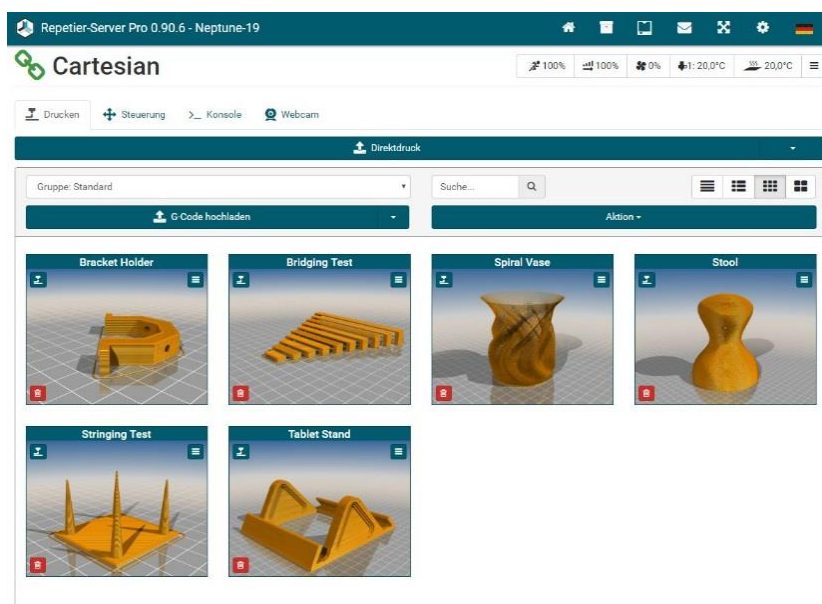 Repetier-Server Pro 0.90.6 - Neptune-19
Cartesian
100% 100% 0% 1: 20,0°C 20,0°C
Drucken Steuerung >_ Konsole Webcam
Direktdruck
Gruppe: Standard Suche...
G-Code hochladen Aktion
Bracket Holder Bridging Test Spiral Vase Stool
Stringing Test Tablet Stand